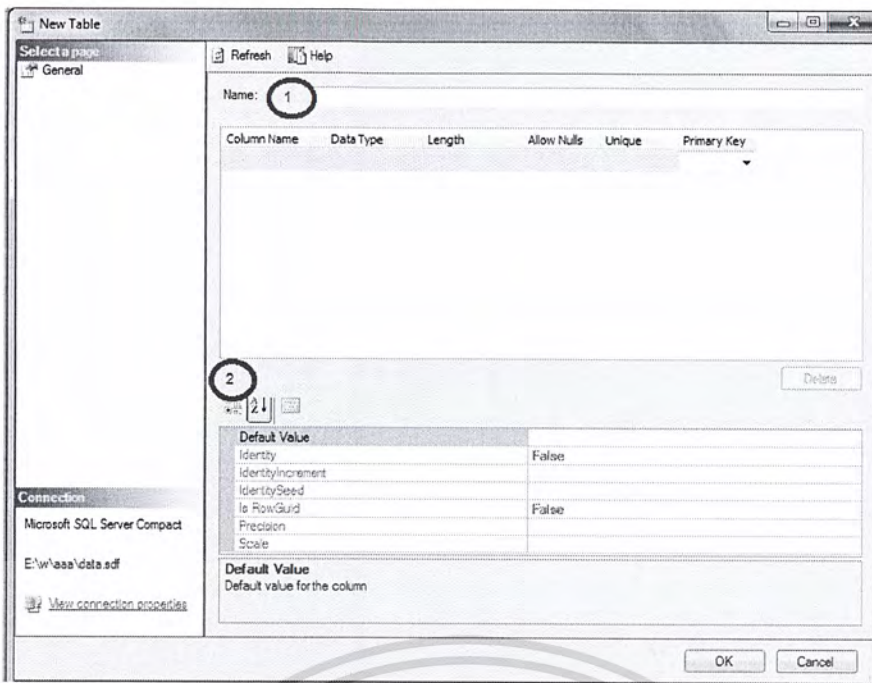 New Table
Select a page
General
Refresh Help
Name: 1
Column Name Data Type Length Allow Nulls Unique Primary Key
2
Delete
Default Value
Identity False
IdentityIncrement
IdentitySeed
Is RowGuid False
Precision
Scale
Default Value
Default value for the column
Connection
Microsoft SQL Server Compact
E:\w\aaa\data.sdf
View connection properties
OK Cancel